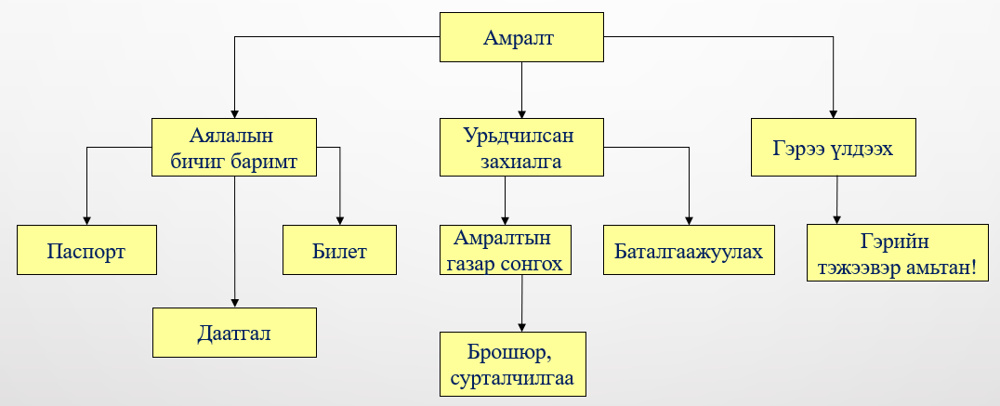 Амралт
Аялалын
бичиг баримт
Урьдчилсан
захиалга
Гэрээ үлдээх
Паспорт
Билет
Амралтын
газар сонгох
Баталгаажуулах
Гэрийн
тэжээвэр амьтан!
Даатгал
Брошюр,
сурталчилгаа